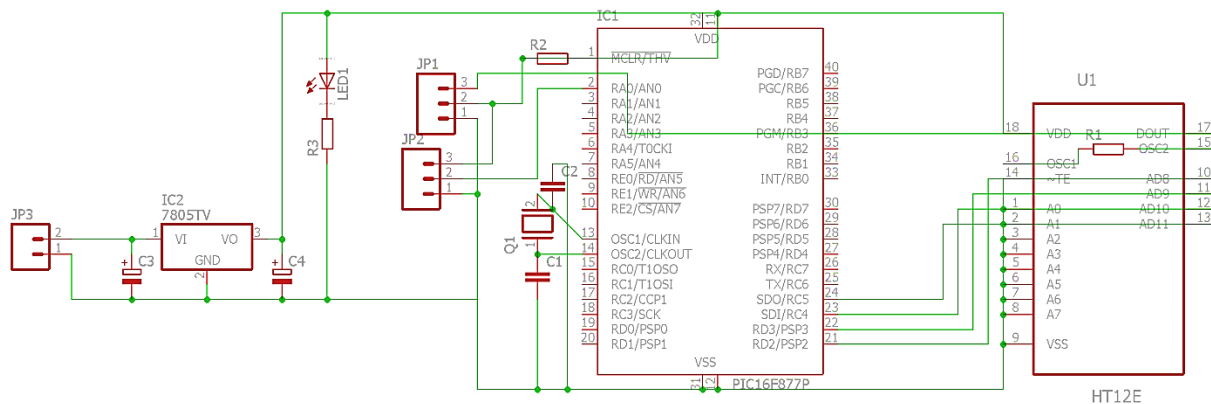 JP3
2
1
C3
+
IC2
7805TV
1 VI VO 3
GND
2
C4
+
LED1
R3
JP1
3
2
1
JP2
3
2
1
R2
C2
Q1
2
1
C1
IC1
32 11
VDD
1 MCLR/THV
2 RA0/AN0
3 RA1/AN1
4 RA2/AN2
5 RA3/AN3
6 RA4/T0CKI
7 RA5/AN4
8 RE0/RD/AN5
9 RE1/WR/AN6
10 RE2/CS/AN7
13 OSC1/CLKIN
14 OSC2/CLKOUT
15 RC0/T1OSO
16 RC1/T1OSI
17 RC2/CCP1
18 RC3/SCK
19 RD0/PSP0
20 RD1/PSP1
PGD/RB7 40
PGC/RB6 39
RB5 38
RB4 37
PGM/RB3 36
RB2 35
RB1 34
INT/RB0 33
PSP7/RD7 30
PSP6/RD6 29
PSP5/RD5 28
PSP4/RD4 27
RX/RC7 26
TX/RC6 25
SDO/RC5 24
SDI/RC4 23
RD3/PSP3 22
RD2/PSP2 21
VSS
31 12
PIC16F877P
U1
18 VDD DOUT 17
R1
16 OSC1 OSC2 15
14 ~TE AD8 10
AD9 11
1 A0 AD10 12
2 A1 AD11 13
3 A2
4 A3
5 A4
6 A5
7 A6
8 A7
9 VSS
HT12E